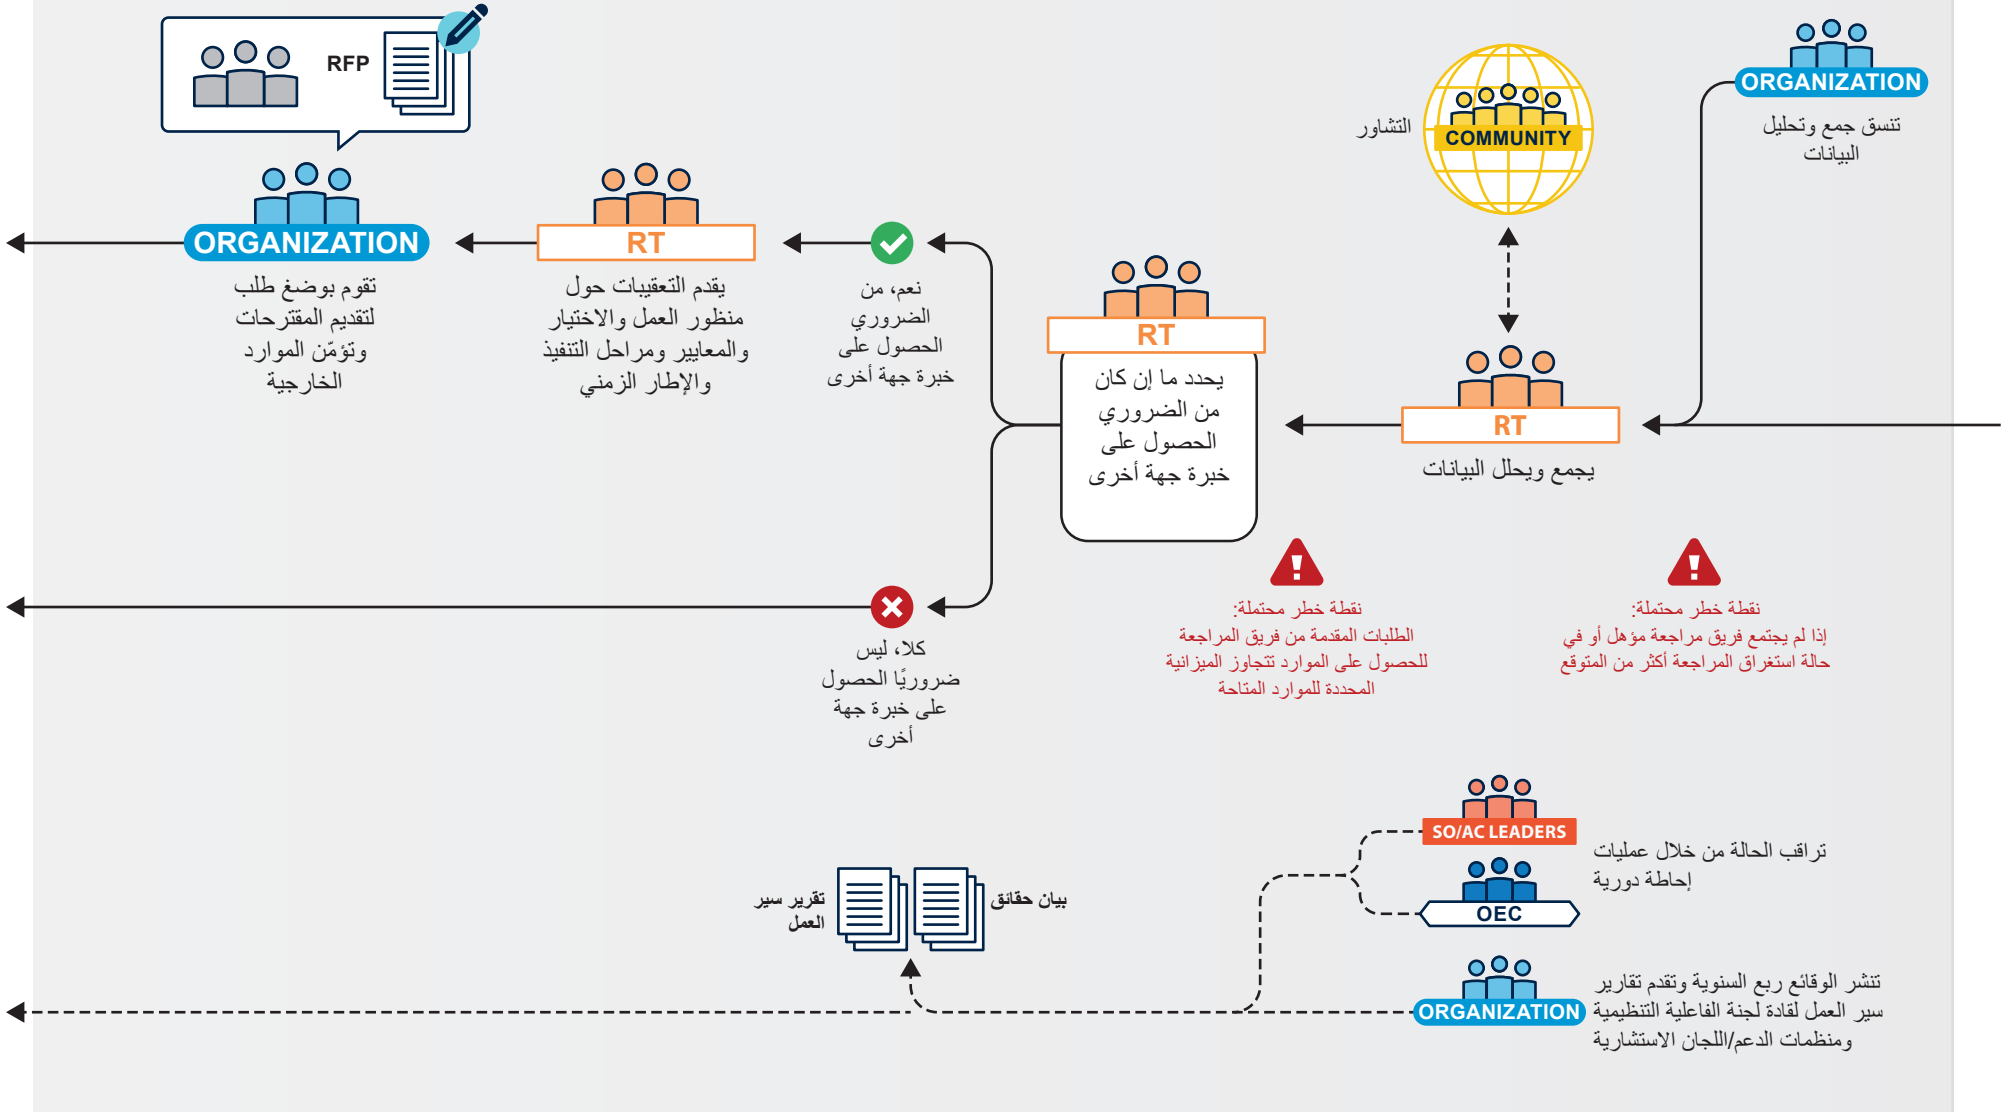 ORGANIZATION
تنسق جمع وتحليل
البيانات
COMMUNITY
التشاور
RT
يجمع ويحلل البيانات
RT
يحدد ما إن كان
من الضروري
الحصول على
خبرة جهة أخرى
نعم، من
الضروري
الحصول على
خبرة جهة أخرى
RT
يقدم التعقيبات حول
منظور العمل والاختيار
والمعايير ومراحل التنفيذ
والإطار الزمني
RFP
ORGANIZATION
تقوم بوضغ طلب
لتقديم المقترحات
وتؤمّن الموارد
الخارجية
كلا، ليس
ضروريًا الحصول
على خبرة جهة
أخرى
نقطة خطر محتملة:
إذا لم يجتمع فريق مراجعة مؤهل أو في
حالة استغراق المراجعة أكثر من المتوقع
نقطة خطر محتملة:
الطلبات المقدمة من فريق المراجعة
للحصول على الموارد تتجاوز الميزانية
المحددة للموارد المتاحة
SO/AC LEADERS
OEC
تراقب الحالة من خلال عمليات
إحاطة دورية
ORGANIZATION
تنشر الوقائع ربع السنوية وتقدم تقارير
سير العمل لقادة لجنة الفاعلية التنظيمية
ومنظمات الدعم/اللجان الاستشارية
بيان حقائق
تقرير سير
العمل